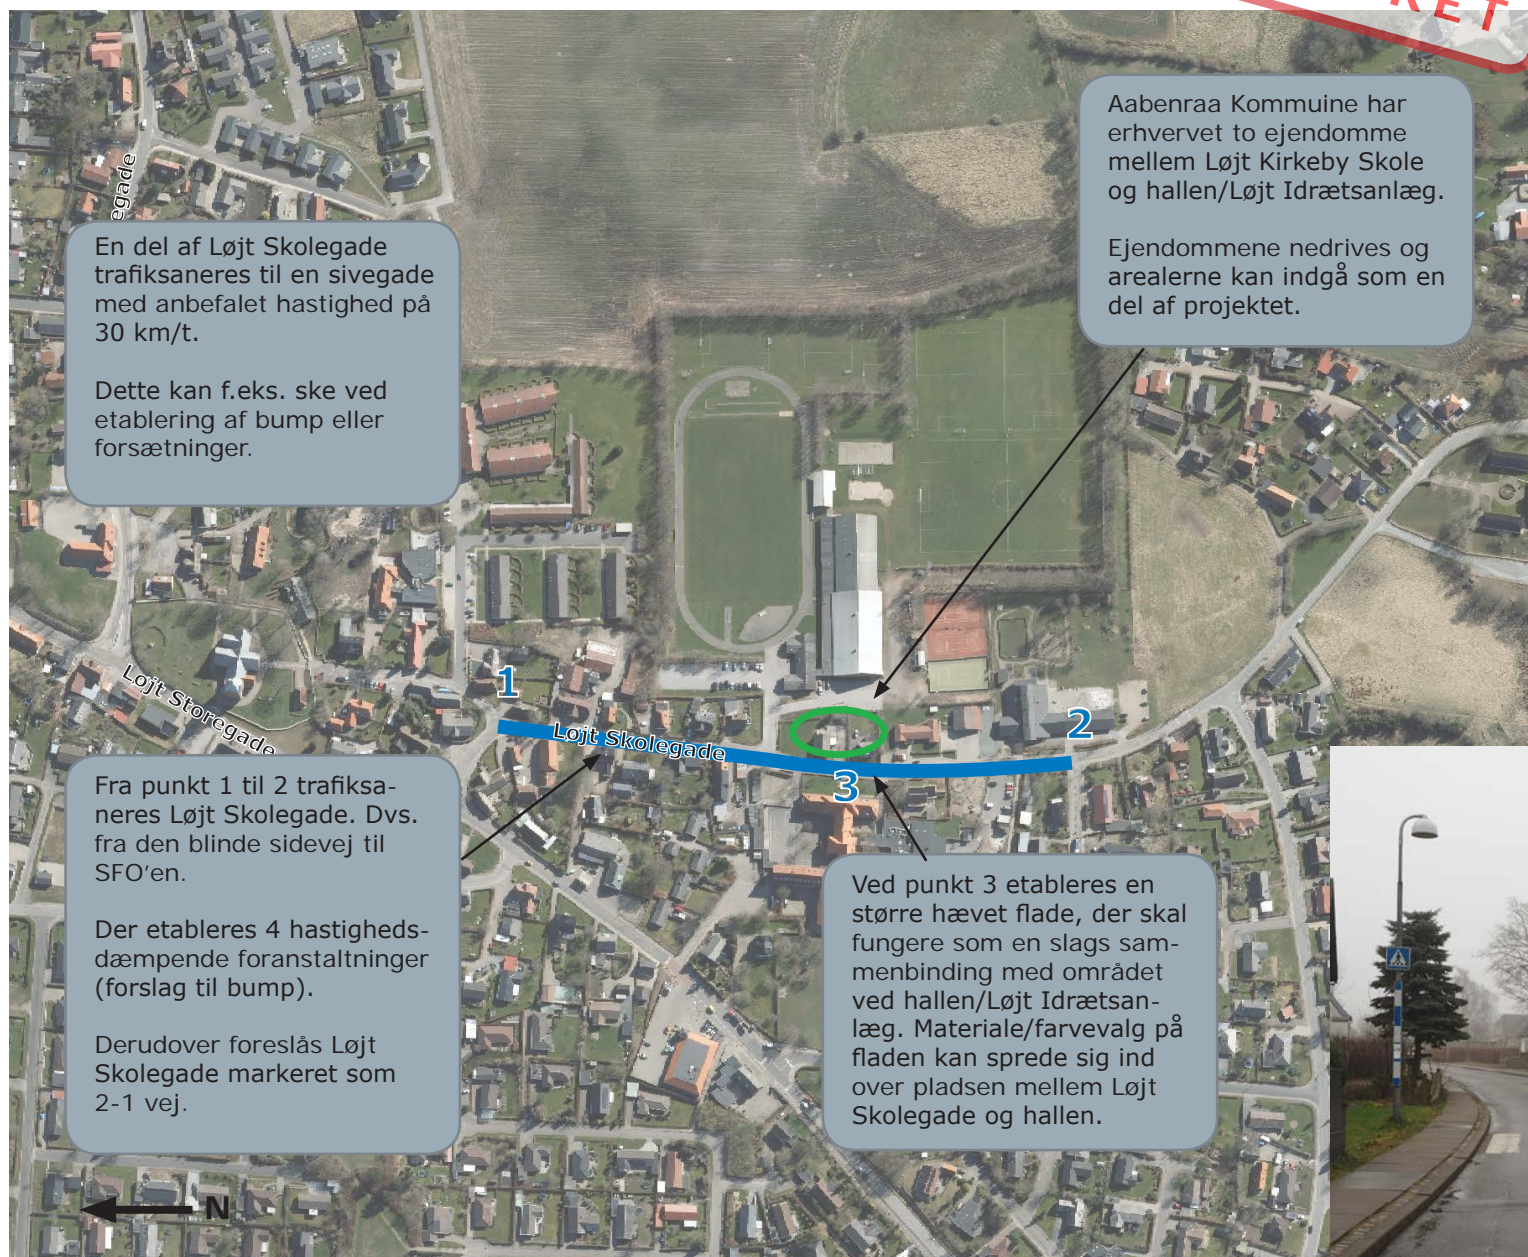 KET
Aabenraa Kommuine har
erhvervet to ejendomme
mellem Løjt Kirkeby Skole
og hallen/Løjt Idrætsanlæg.
Ejendommene nedrives og
arealerne kan indgå som en
del af projektet.
egade
En del af Løjt Skolegade
trafiksaneres til en sivegade
med anbefalet hastighed på
30 km/t.
Dette kan f.eks. ske ved
etablering af bump eller
forsætninger.
Løjt Storegade
1
Løjt Skolegade
2
3
Fra punkt 1 til 2 trafiksa-
neres Løjt Skolegade. Dvs.
fra den blinde sidevej til
SFO'en.
Der etableres 4 hastigheds-
dæmpende foranstaltninger
(forslag til bump).
Derudover foreslås Løjt
Skolegade markeret som
2-1 vej.
Ved punkt 3 etableres en
større hævet flade, der skal
fungere som en slags sam-
menbinding med området
ved hallen/Løjt Idrætsan-
læg. Materiale/farvevalg på
fladen kan sprede sig ind
over pladsen mellem Løjt
Skolegade og hallen.
N